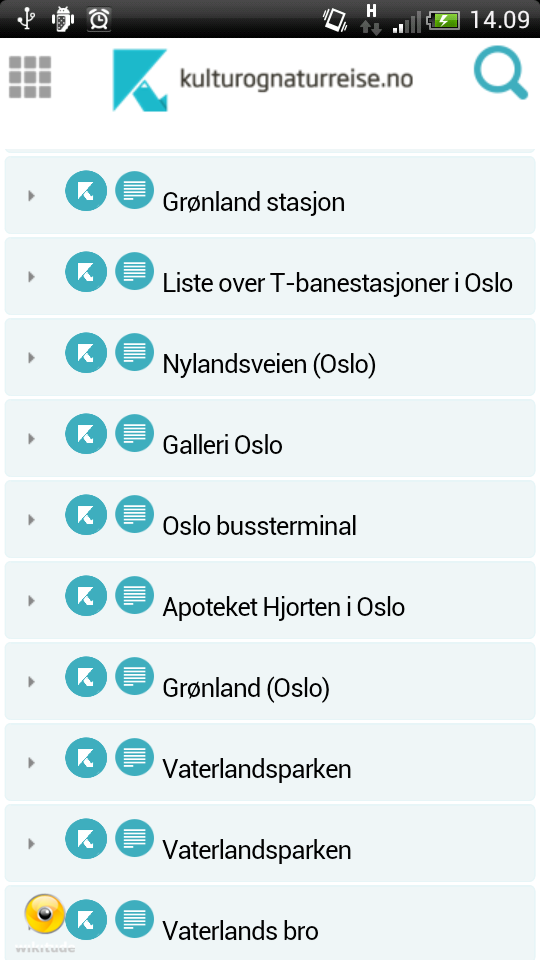 H
14.09
kulturognaturreise.no
Grønland stasjon
Liste over T-banestasjoner i Oslo
Nylandsveien (Oslo)
Galleri Oslo
Oslo bussterminal
Apoteket Hjorten i Oslo
Grønland (Oslo)
Vaterlandsparken
Vaterlandsparken
Vaterlands bro
wikitude